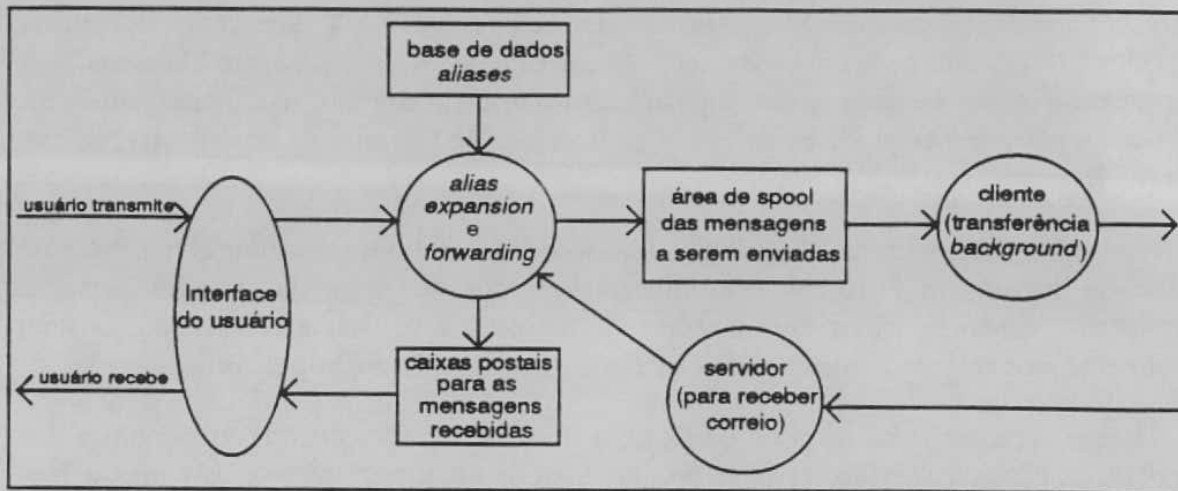 base de dados
aliases
usuário transmite
alias
expansion
e
forwarding
área de spool
das mensagens
a serem enviadas
cliente
(transferência
background)
Interface
do usuário
usuário recebe
caixas postais
para as
mensagens
recebidas
servidor
(para receber
correio)